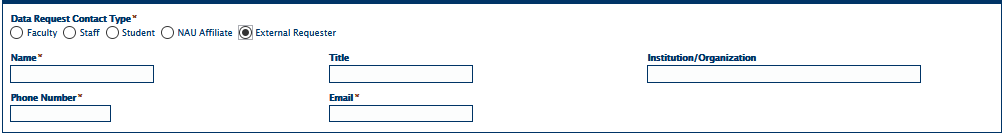 Data Request Contact Type*
Faculty Staff Student NAU Affiliate External Requester
Name* Title Institution/Organization
Phone Number* Email*